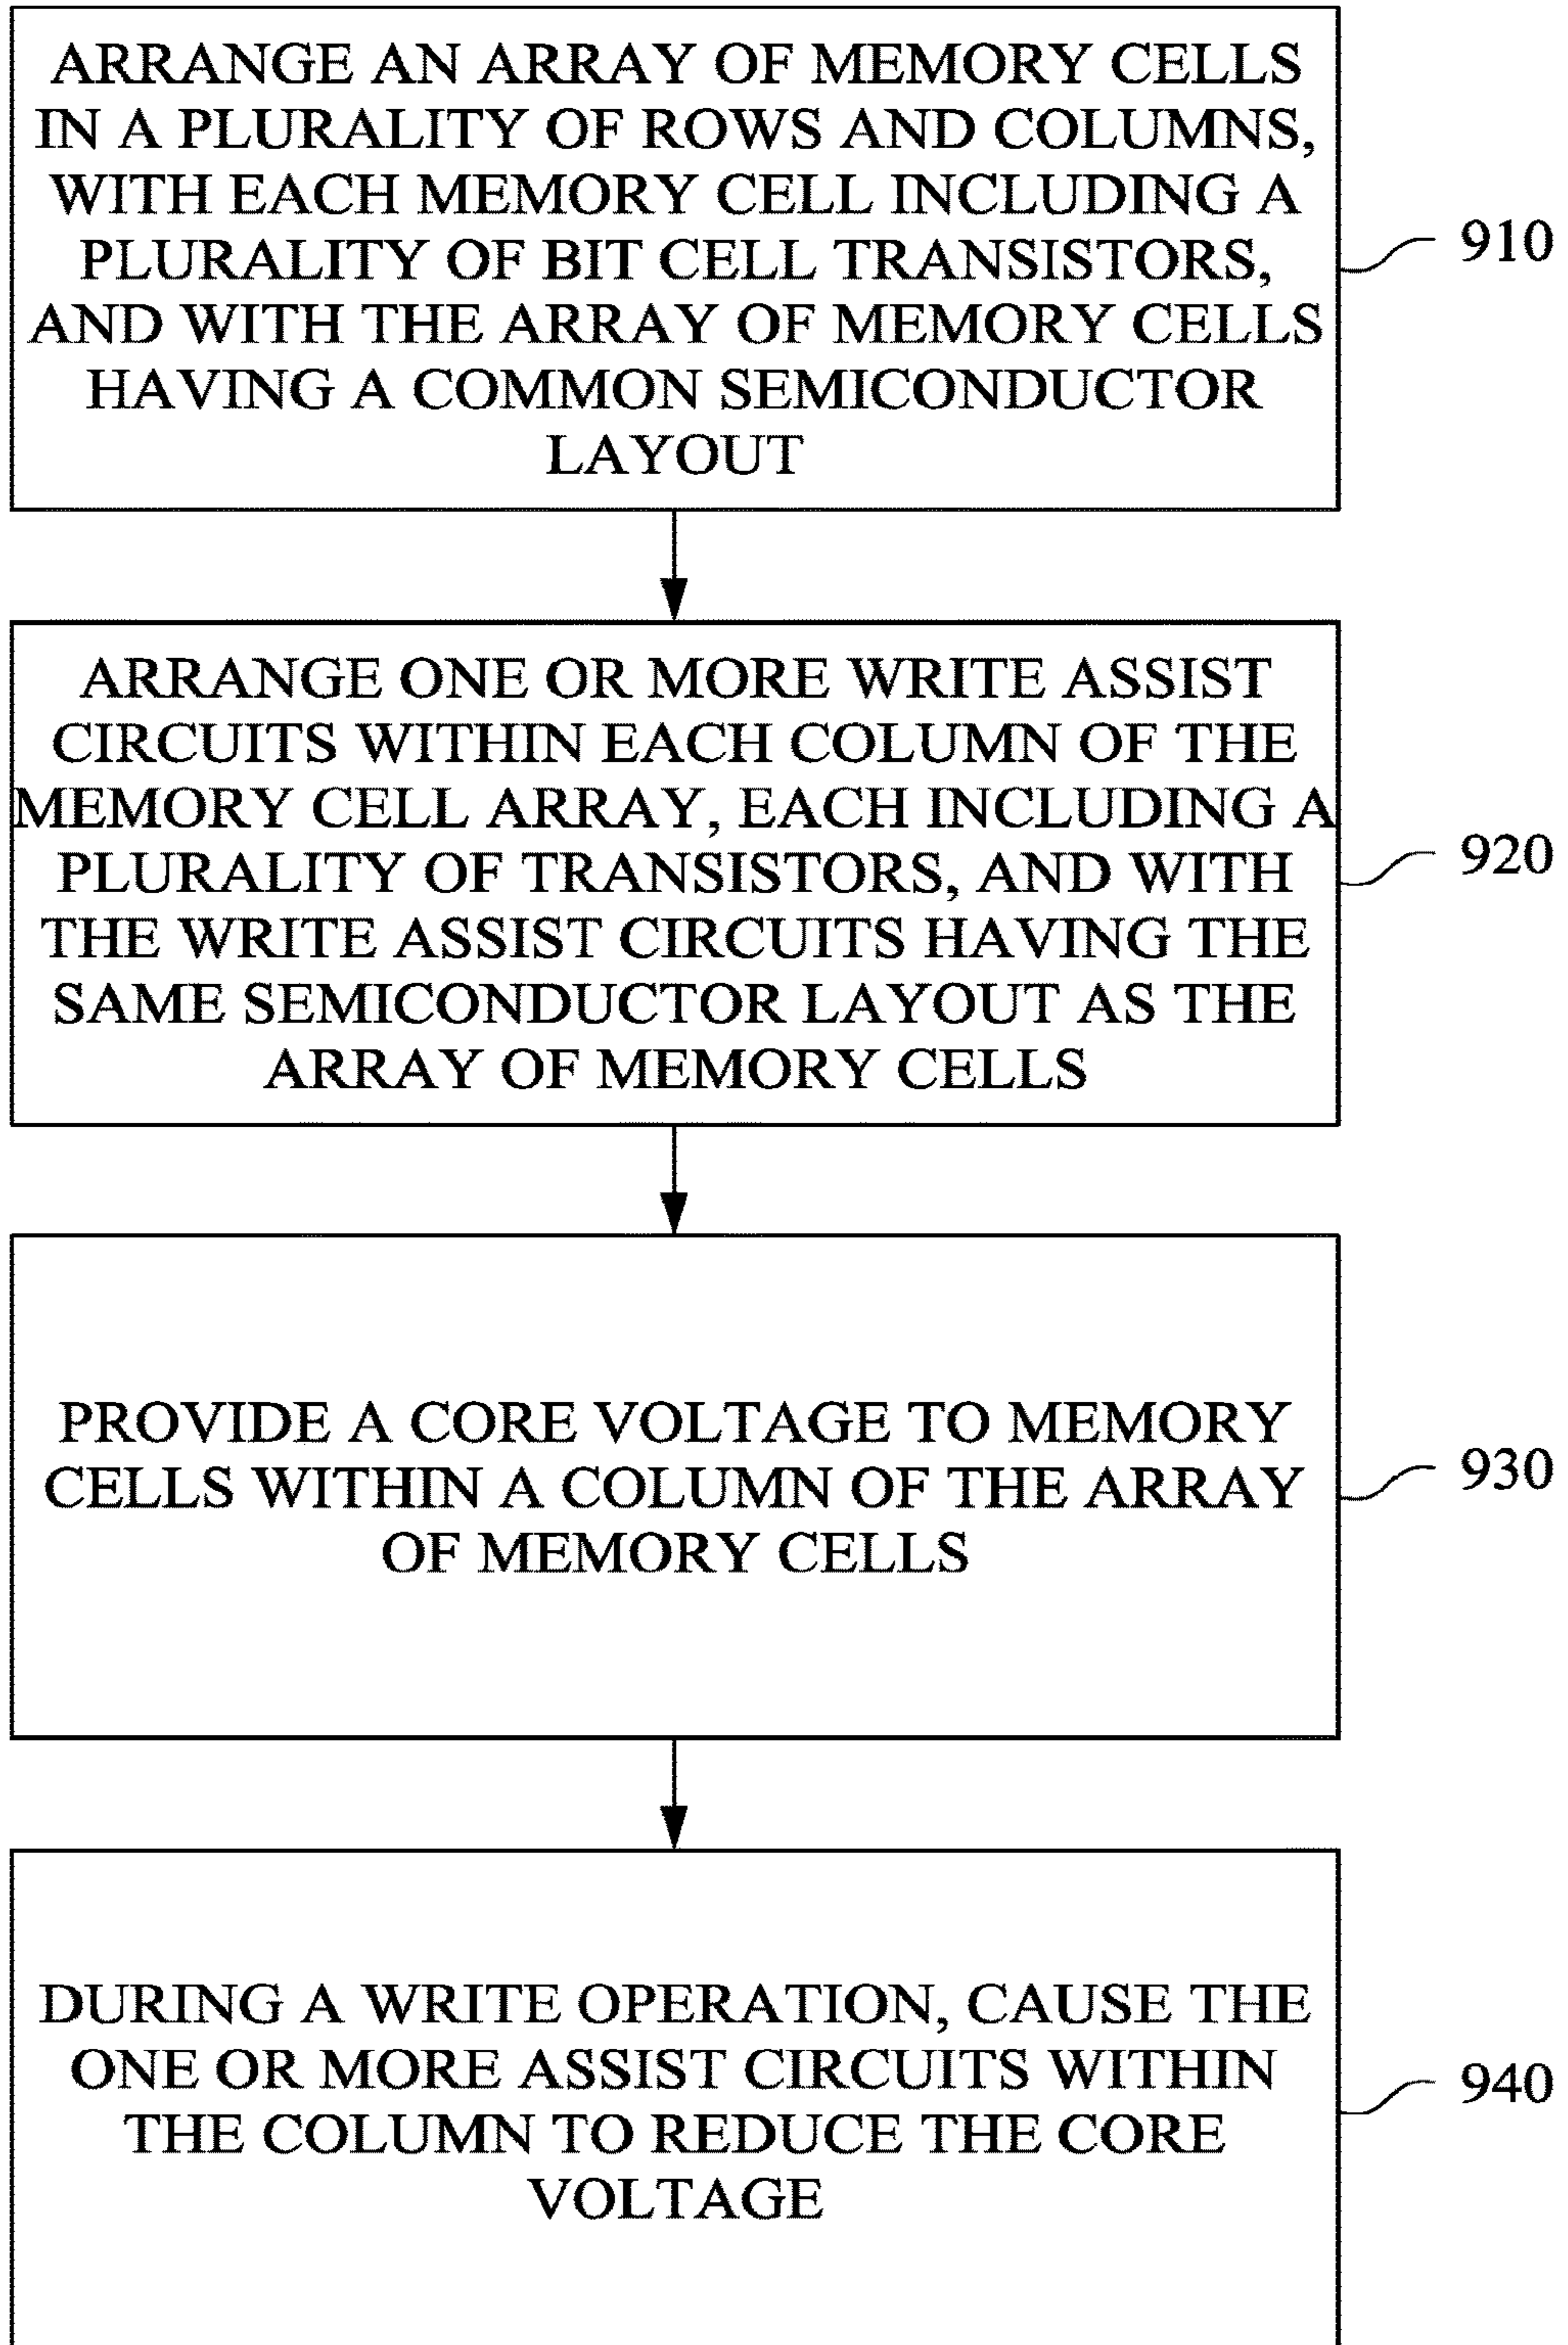 ARRANGE AN ARRAY OF MEMORY CELLS
IN A PLURALITY OF ROWS AND COLUMNS,
WITH EACH MEMORY CELL INCLUDING A
PLURALITY OF BIT CELL TRANSISTORS,
AND WITH THE ARRAY OF MEMORY CELLS
HAVING A COMMON SEMICONDUCTOR
LAYOUT
910
ARRANGE ONE OR MORE WRITE ASSIST
CIRCUITS WITHIN EACH COLUMN OF THE
MEMORY CELL ARRAY, EACH INCLUDING A
PLURALITY OF TRANSISTORS, AND WITH
THE WRITE ASSIST CIRCUITS HAVING THE
SAME SEMICONDUCTOR LAYOUT AS THE
ARRAY OF MEMORY CELLS
920
PROVIDE A CORE VOLTAGE TO MEMORY
CELLS WITHIN A COLUMN OF THE ARRAY
OF MEMORY CELLS
930
DURING A WRITE OPERATION, CAUSE THE
ONE OR MORE ASSIST CIRCUITS WITHIN
THE COLUMN TO REDUCE THE CORE
VOLTAGE
940